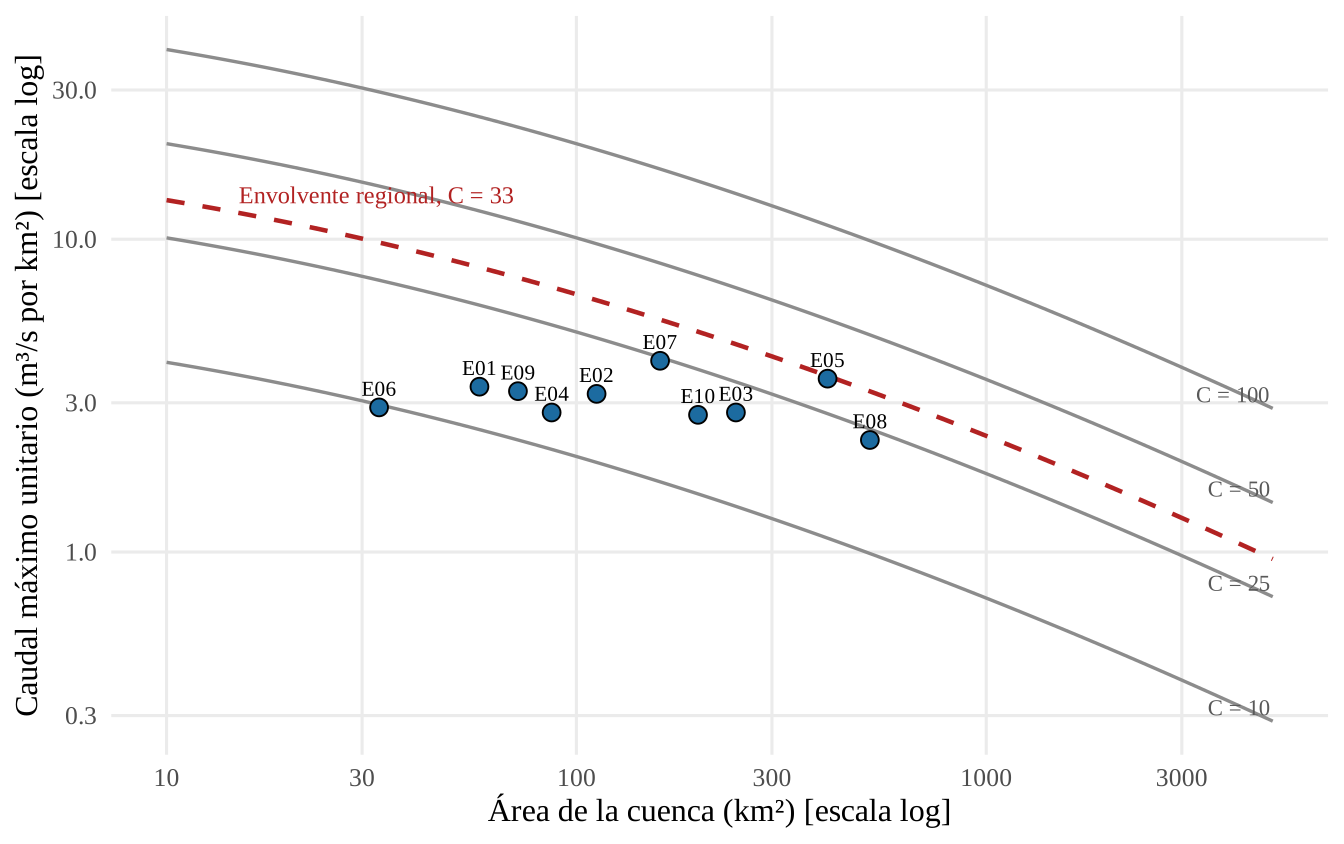 Caudal máximo unitario (m³/s por km²) [escala log]
30.0
10.0
3.0
1.0
0.3
Envolvente regional, C = 33
E07
E05
E01
E09
E02
E06
E04
E10
E03
E08
C = 100
C = 50
C = 25
C = 10
10
30
100
300
1000
3000
Área de la cuenca (km²) [escala log]